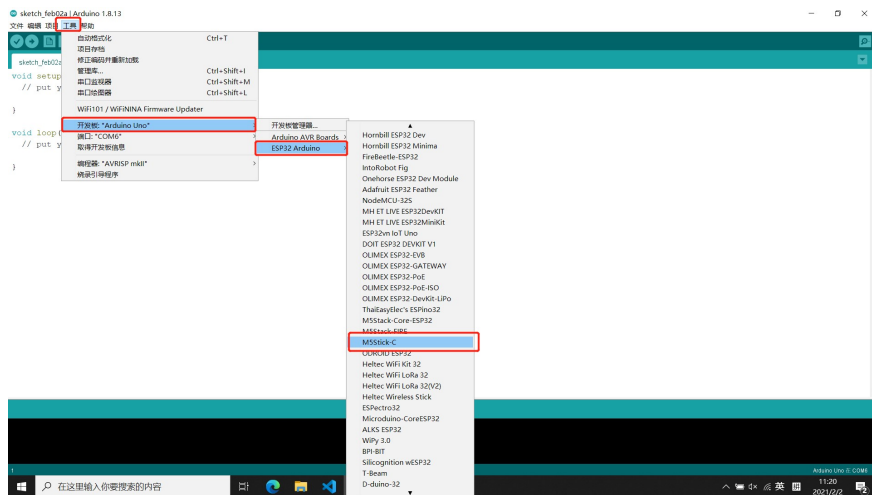 sketch_feb02a | Arduino 1.8.13
文件 编辑 项目 工具 帮助
sketch_feb02a
void setup
// put y
}
void loop(
// put y
}
自动格式化 Ctrl+T
项目存档
修正编码并重新加载
管理库... Ctrl+Shift+I
串口监视器 Ctrl+Shift+M
串口绘图器 Ctrl+Shift+L
WiFi101 / WiFiNINA Firmware Updater
开发板: "Arduino Uno"
端口: "COM6"
取得开发板信息
编程器: "AVRISP mkII"
烧录引导程序
开发板管理器...
Arduino AVR Boards
ESP32 Arduino
Hornbill ESP32 Dev
Hornbill ESP32 Minima
FireBeetle-ESP32
IntoRobot Fig
Onehorse ESP32 Dev Module
Adafruit ESP32 Feather
NodeMCU-32S
MH ET LIVE ESP32DevKIT
MH ET LIVE ESP32MiniKit
ESP32vn IoT Uno
DOIT ESP32 DEVKIT V1
OLIMEX ESP32-EVB
OLIMEX ESP32-GATEWAY
OLIMEX ESP32-PoE
OLIMEX ESP32-PoE-ISO
OLIMEX ESP32-DevKit-LiPo
ThaiEasyElec's ESPino32
M5Stack-Core-ESP32
M5Stack-FIRE
M5Stick-C
ODROID ESP32
Heltec WiFi Kit 32
Heltec WiFi LoRa 32
Heltec WiFi LoRa 32(V2)
Heltec Wireless Stick
ESPectro32
Microduino-CoreESP32
ALKS ESP32
WiPy 3.0
BPI-BIT
Silicognition wESP32
T-Beam
D-duino-32
1
Arduino Uno 在 COM6
在这里输入你要搜索的内容
英
11:20
2021/2/2
2